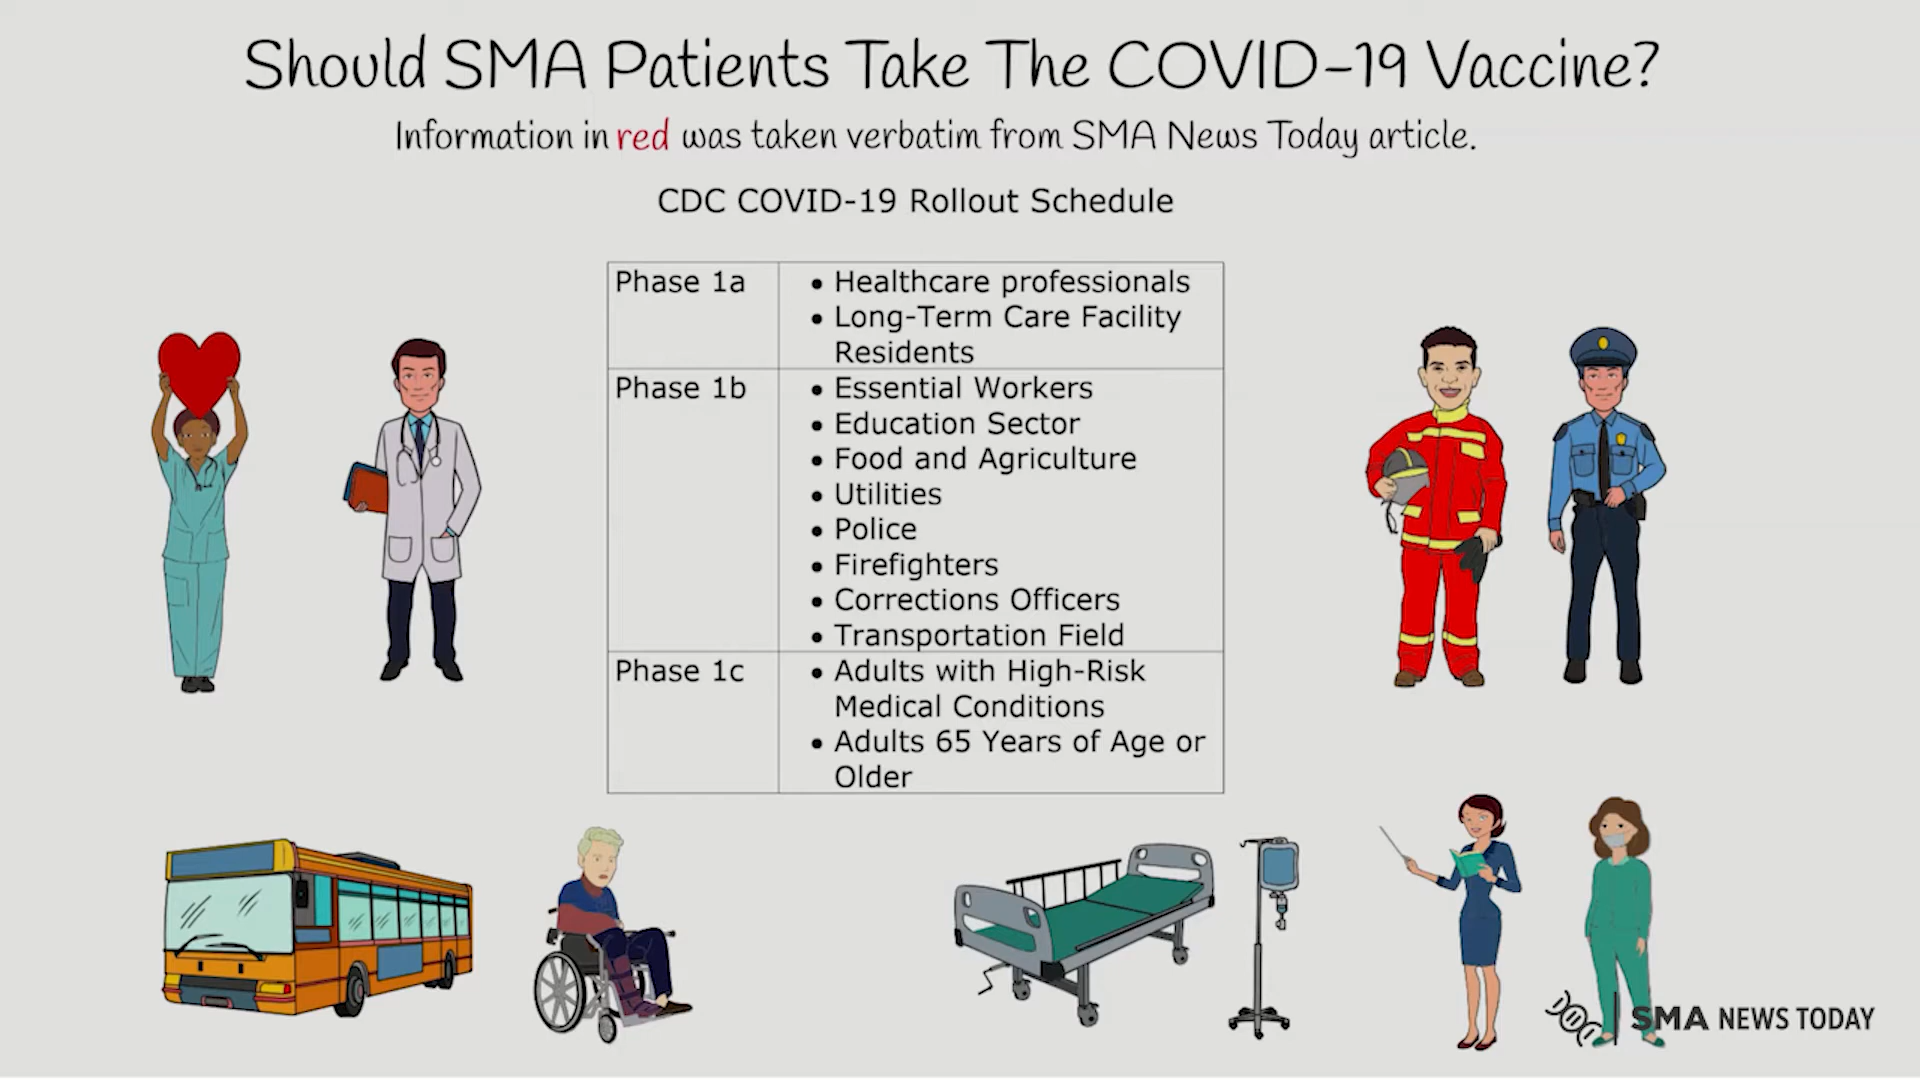 Should SMA Patients Take The COVID-19 Vaccine?
Information in red was taken verbatim from SMA News Today article.
CDC COVID-19 Rollout Schedule
Phase 1a
• Healthcare professionals
• Long-Term Care Facility
Residents
Phase 1b
• Essential Workers
• Education Sector
• Food and Agriculture
• Utilities
• Police
• Firefighters
• Corrections Officers
• Transportation Field
Phase 1c
• Adults with High-Risk
Medical Conditions
• Adults 65 Years of Age or
Older
SMA NEWS TODAY